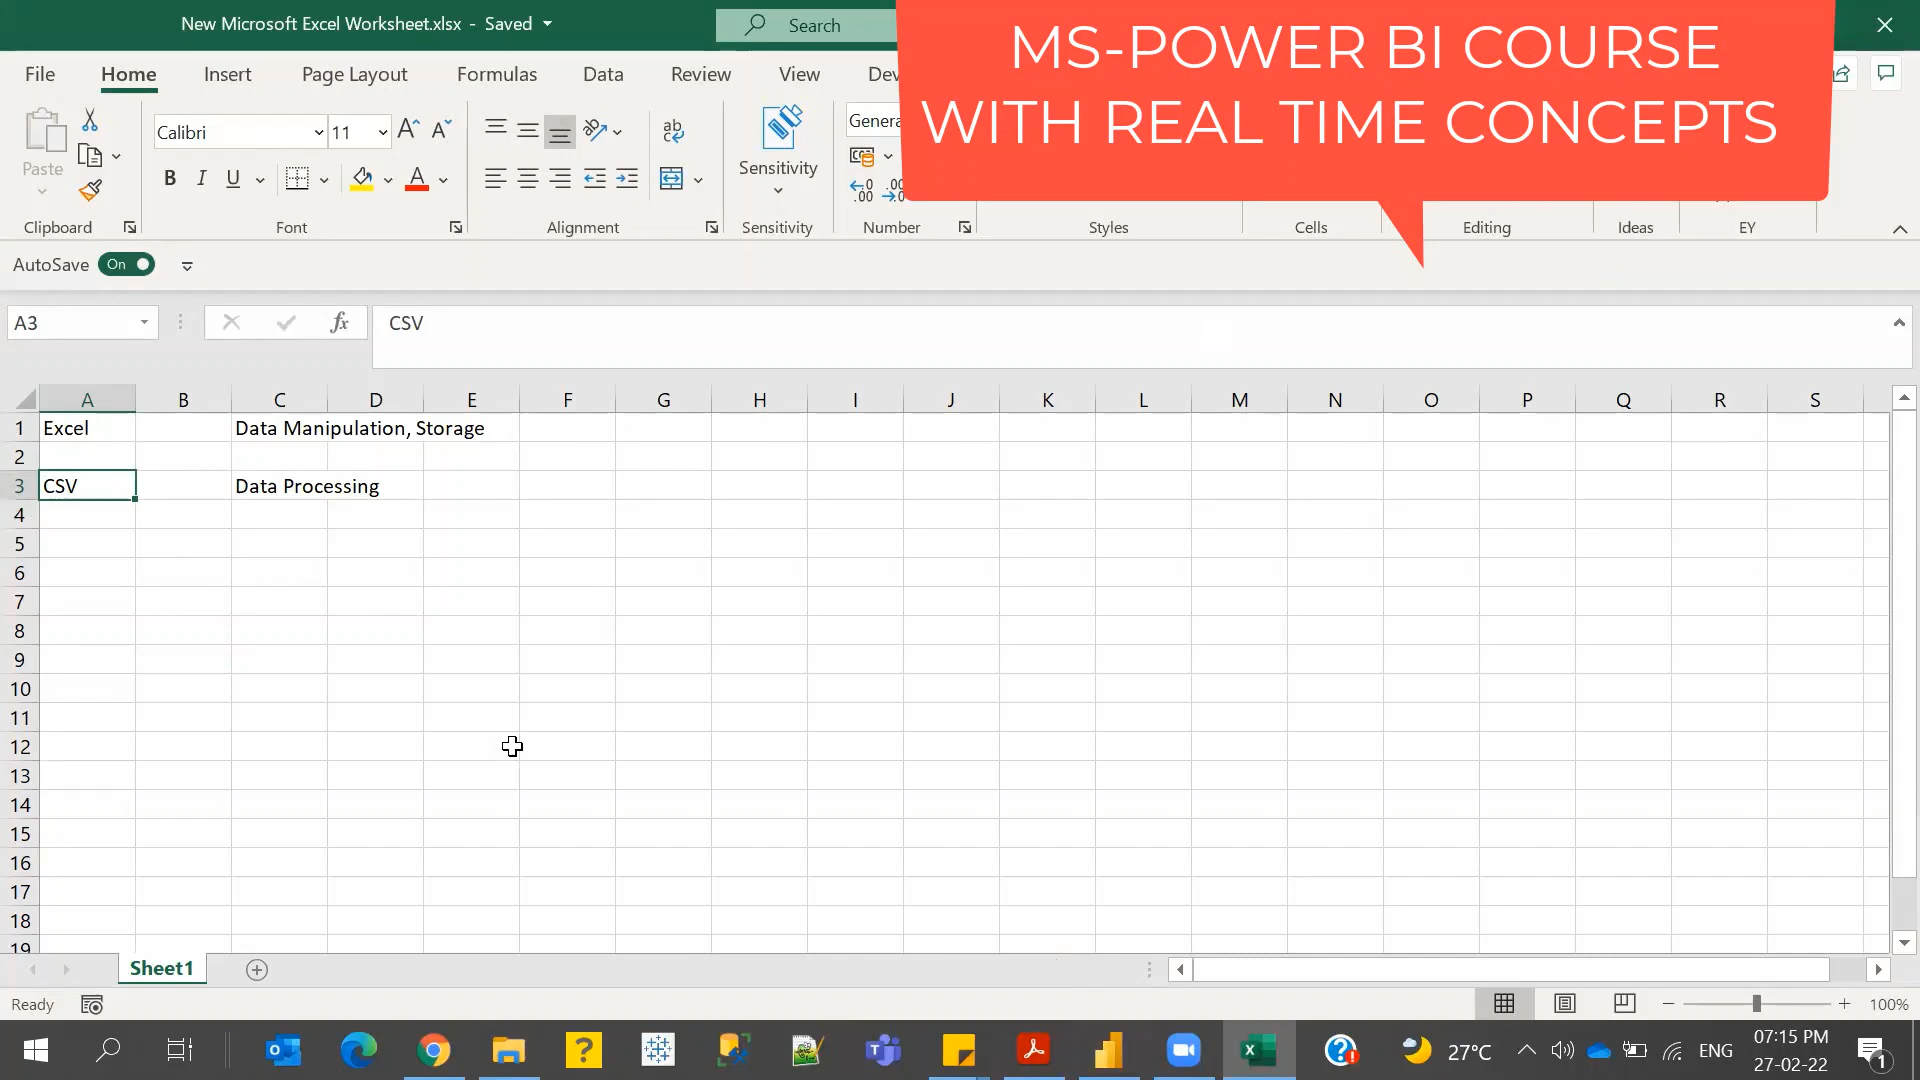 New Microsoft Excel Worksheet.xlsx - Saved
Search
MS-POWER BI COURSE
WITH REAL TIME CONCEPTS
File Home Insert Page Layout Formulas Data Review View
Paste
Calibri 11
Sensitivity
Clipboard Font Alignment Sensitivity Number Styles Cells Editing Ideas EY
AutoSave On
A3
fx CSV
A B C D E F G H I J K L M N O P Q R S
1 Excel Data Manipulation, Storage
2
3 CSV Data Processing
4
5
6
7
8
9
10
11
12
13
14
15
16
17
18
19
Sheet1
Ready
100%
27°C
ENG
07:15 PM
27-02-22
1